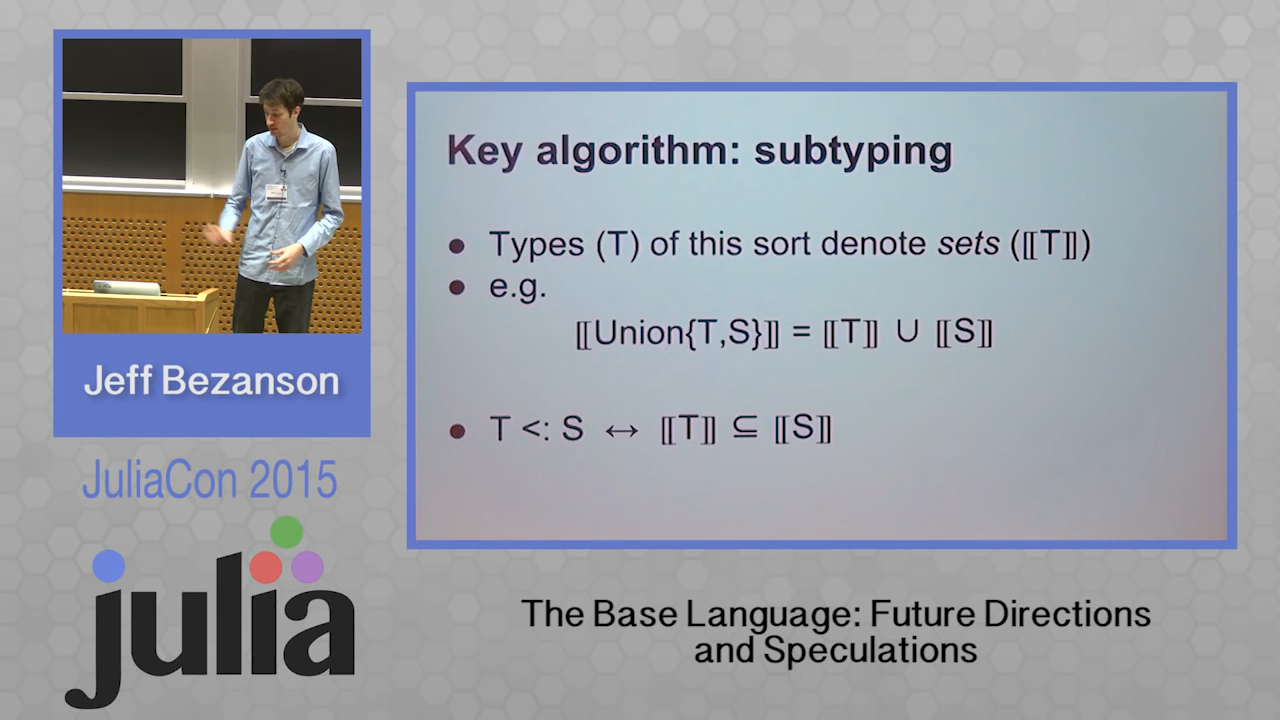 Key algorithm: subtyping
● Types (T) of this sort denote sets (⟦T⟧)
● e.g.
⟦Union{T,S}⟧ = ⟦T⟧ ∪ ⟦S⟧
● T <: S ↔ ⟦T⟧ ⊆ ⟦S⟧
Jeff Bezanson
JuliaCon 2015
julia
The Base Language: Future Directions
and Speculations